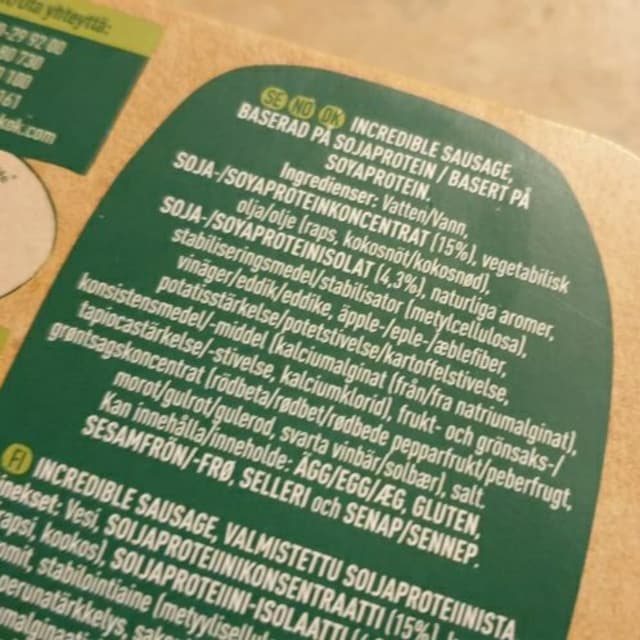 yhteyttä:
161
SE NO DK INCREDIBLE SAUSAGE,
BASERAD PÅ SOJAPROTEIN / BASERT PÅ
SOYAPROTEIN.
Ingredienser: Vatten/Vann,
SOJA-/SOYAPROTEINKONCENTRAT (15%), vegetabilisk
olja/olje (raps, kokosnöt/kokosnød),
SOJA-/SOYAPROTEINISOLAT (4,3%), naturliga aromer,
stabiliseringsmedel/stabilisator (metylcellulosa),
vinäger/eddik/eddike, äpple-/eple-/æblefiber,
potatisstärkelse/potetstivelse/kartoffelstivelse,
konsistensmedel/-middel (kalciumalginat (från/fra natriumalginat),
tapiocastärkelse/-stivelse, kalciumklorid), frukt- och grönsaks-/
grøntsagskoncentrat (rödbeta/rødbet/rødbede pepparfrukt/peberfrugt,
morot/gulrot/gulerod, svarta vinbär/solbær), salt.
Kan innehålla/inneholde: ÄGG/EGG/ÆG, GLUTEN,
SESAMFRÖN/-FRØ, SELLERI och SENAP/SENNEP.
FI INCREDIBLE SAUSAGE, VALMISTETTU SOIJAPROTEIINISTA
Vesi, SOIJAPROTEIINIKONSENTRAATTI (15%),
kookos), SOIJAPROTEIINI-ISOLAATTI
stabilointiaine